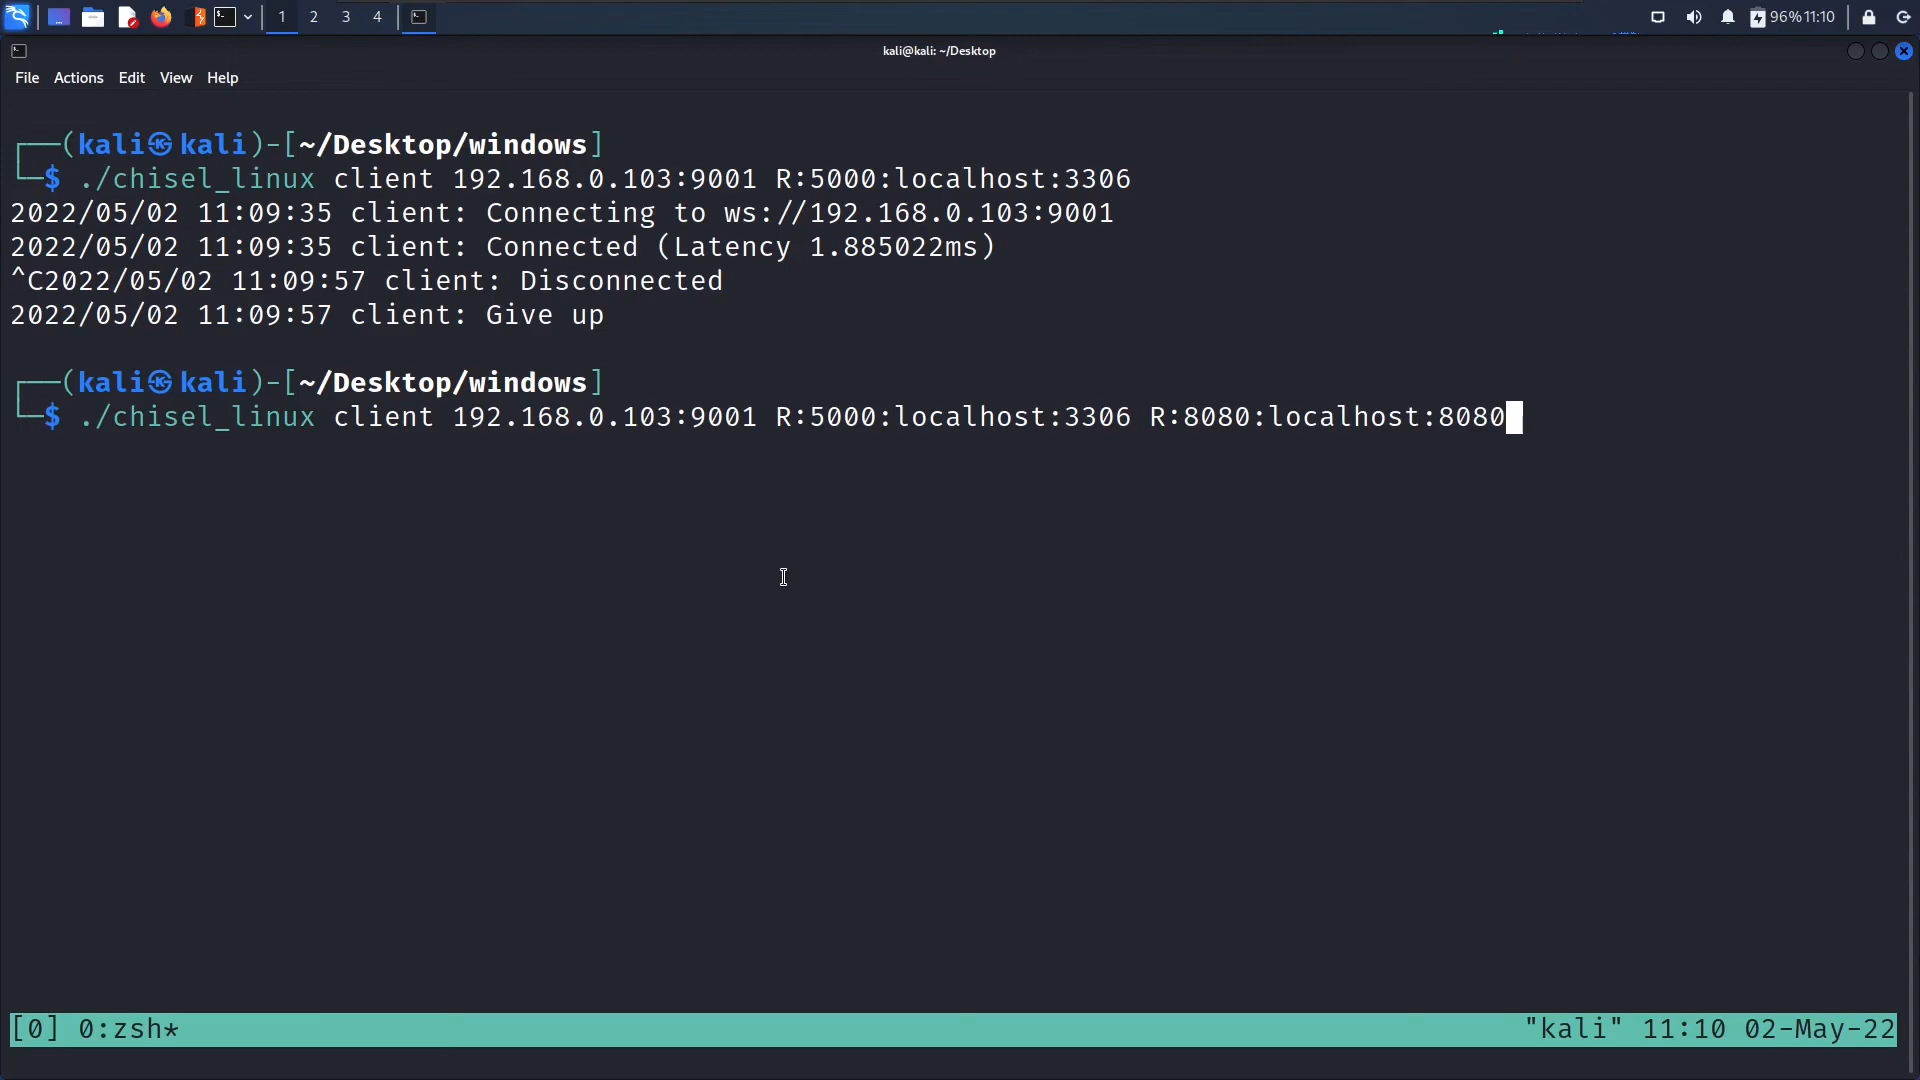 1 2 3 4
96% 11:10
kali@kali: ~/Desktop
File Actions Edit View Help
┌──(kali㉿kali)-[~/Desktop/windows]
└─$ ./chisel_linux client 192.168.0.103:9001 R:5000:localhost:3306
2022/05/02 11:09:35 client: Connecting to ws://192.168.0.103:9001
2022/05/02 11:09:35 client: Connected (Latency 1.885022ms)
^C2022/05/02 11:09:57 client: Disconnected
2022/05/02 11:09:57 client: Give up
┌──(kali㉿kali)-[~/Desktop/windows]
└─$ ./chisel_linux client 192.168.0.103:9001 R:5000:localhost:3306 R:8080:localhost:8080
[0] 0:zsh* "kali" 11:10 02-May-22